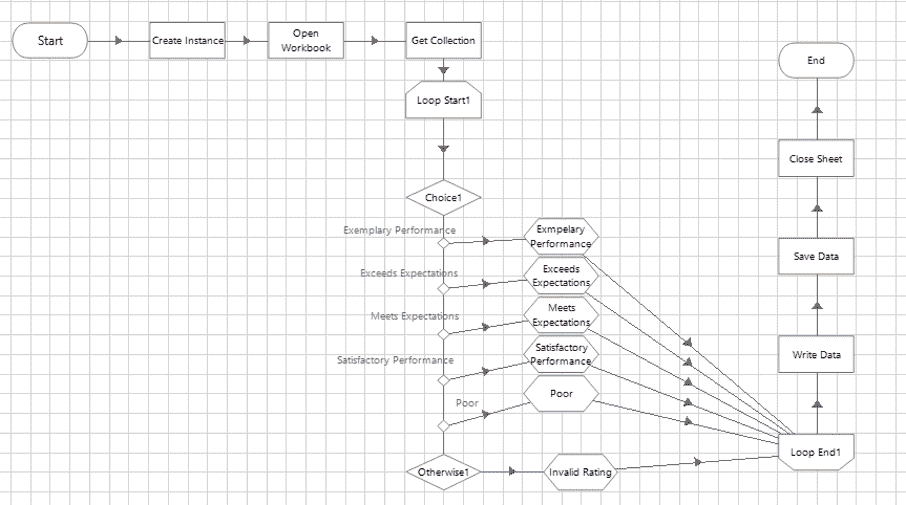 Start
Create Instance
Open
Workbook
Get Collection
Loop Start1
Choice1
Exemplary Performance
Exmpelary
Performance
Exceeds Expectations
Exceeds
Expectations
Meets Expectations
Meets
Expectations
Satisfactory Performance
Satisfactory
Performance
Poor
Poor
Otherwise1
Invalid Rating
Loop End1
Write Data
Save Data
Close Sheet
End